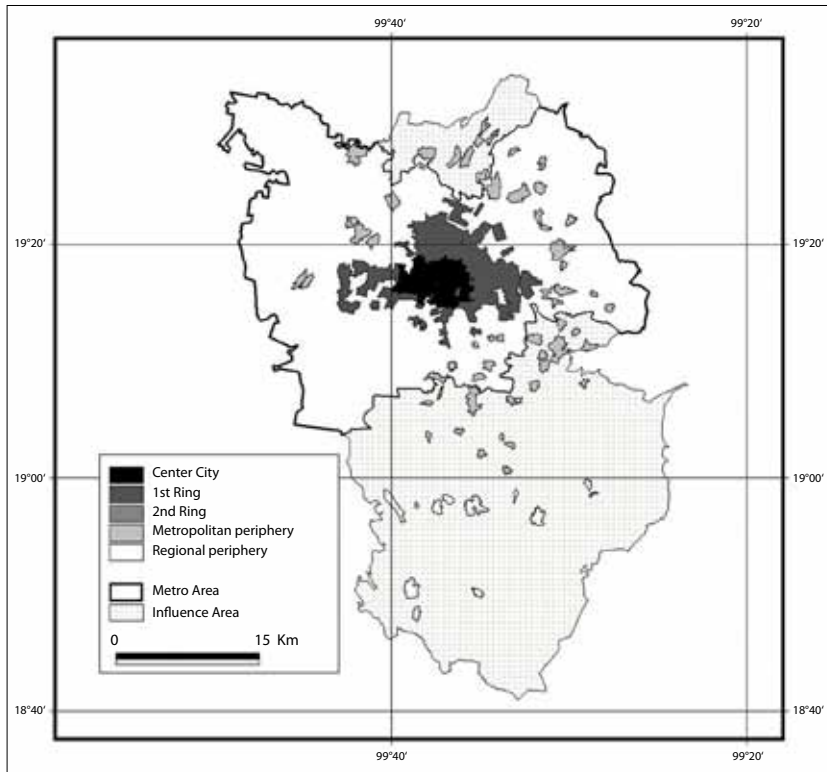 99°40′ 99°20′
19°20′ 19°20′
19°00′ 19°00′
Center City
1st Ring
2nd Ring
Metropolitan periphery
Regional periphery
Metro Area
Influence Area
0 15 Km
18°40′ 18°40′
99°40′ 99°20′